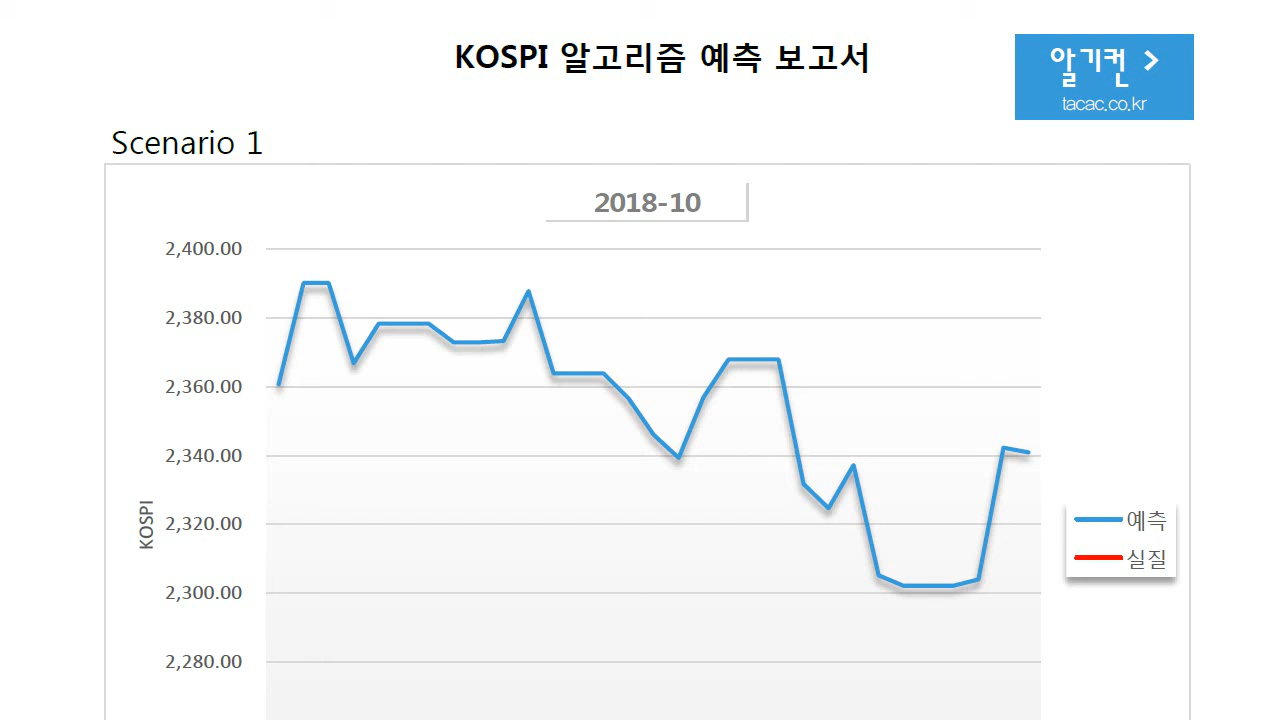 KOSPI 알고리즘 예측 보고서
알기컨 >
tacac.co.kr
Scenario 1
2018-10
2,400.00
2,380.00
2,360.00
2,340.00
2,320.00
2,300.00
2,280.00
KOSPI
예측
실질